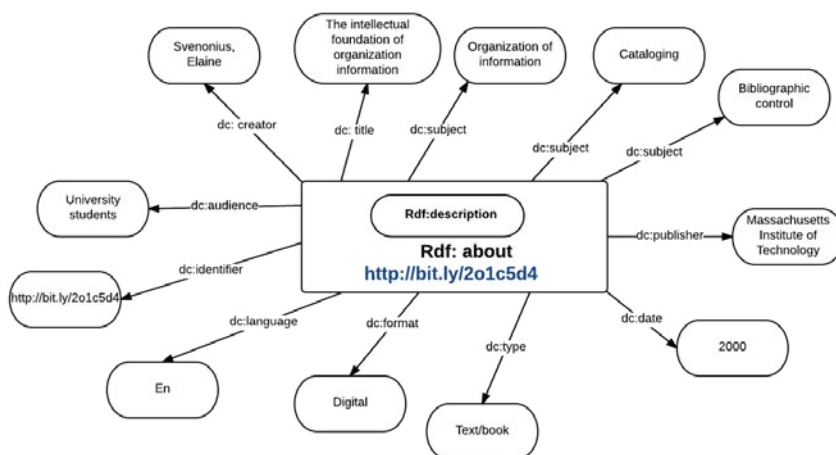 Svenonius,
Elaine
The intellectual
foundation of
organization
information
Organization of
information
Cataloging
Bibliographic
control
dc: creator
dc: title
dc:subject
dc:subject
dc:subject
University
students
dc:audience
Rdf:description
Rdf: about
http://bit.ly/2o1c5d4
dc:publisher
Massachusetts
Institute of
Technology
dc:identifier
http://bit.ly/2o1c5d4
dc:language
dc:format
dc:type
dc:date
2000
En
Digital
Text/book